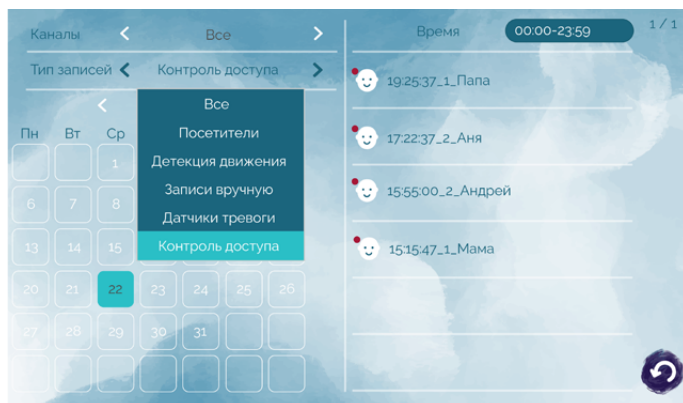 Каналы Все
Тип записей Контроль доступа
Все
Посетители
Детекция движения
Записи вручную
Датчики тревоги
Контроль доступа
Пн Вт Ср
1
6 7 8
13 14 15
20 21 22 23 24 25 26
27 28 29 30 31
Время 00:00-23:59 1 / 1
19:25:37_1_Папа
17:22:37_2_Аня
15:55:00_2_Андрей
15:15:47_1_Мама